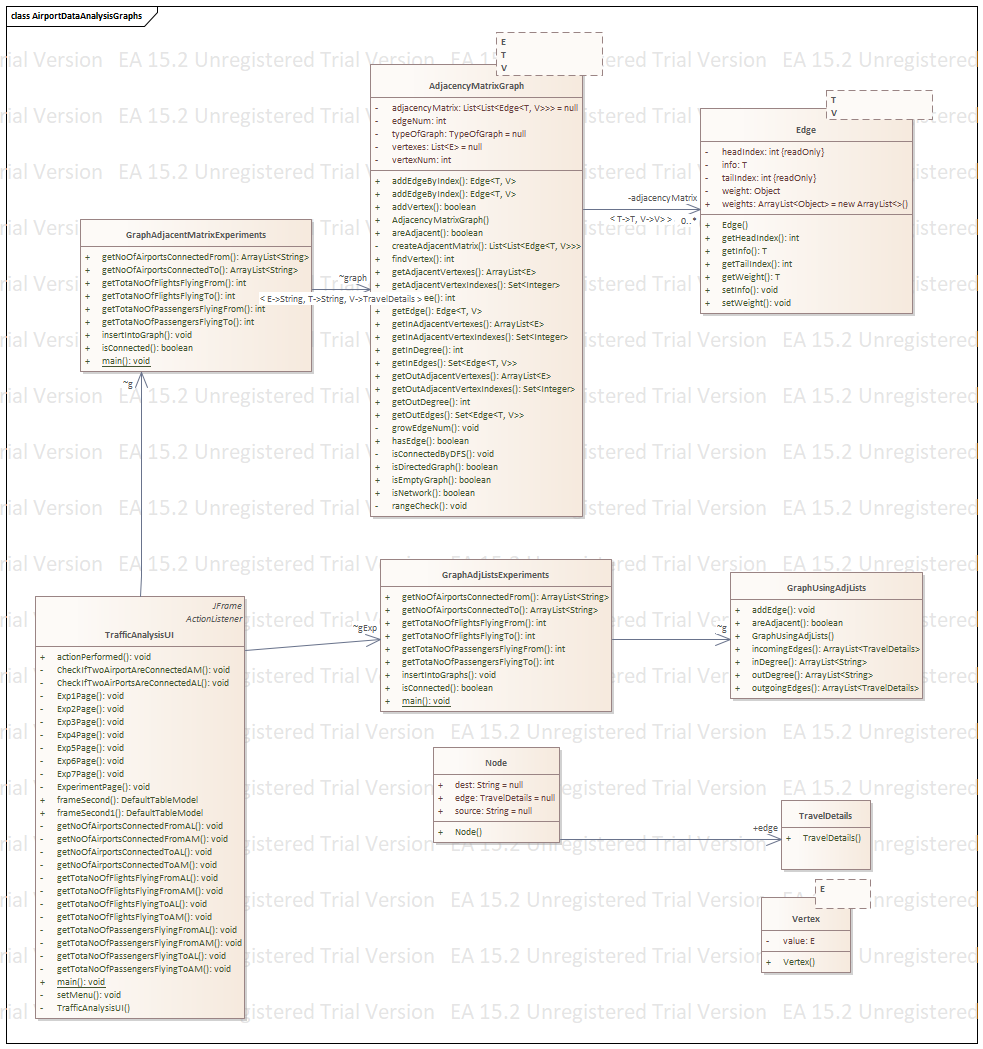 class AirportDataAnalysisGraphs
E
T
V
AdjacencyMatrixGraph
- adjacencyMatrix: List<List<Edge<T, V>>> = null
- edgeNum: int
- typeOfGraph: TypeOfGraph = null
- vertexes: List<E> = null
- vertexNum: int
+ addEdgeByIndex(): Edge<T, V>
+ addEdgeByIndex(): Edge<T, V>
+ addVertex(): boolean
+ AdjacencyMatrixGraph()
+ areAdjacent(): boolean
- createAdjacentMatrix(): List<List<Edge<T, V>>>
+ findVertex(): int
+ getAdjacentVertexes(): ArrayList<E>
+ getAdjacentVertexIndexes(): Set<Integer>
ee(): int
+ getEdge(): Edge<T, V>
+ getInAdjacentVertexes(): ArrayList<E>
+ getInAdjacentVertexIndexes(): Set<Integer>
+ getInDegree(): int
+ getInEdges(): Set<Edge<T, V>>
+ getOutAdjacentVertexes(): ArrayList<E>
+ getOutAdjacentVertexIndexes(): Set<Integer>
+ getOutDegree(): int
+ getOutEdges(): Set<Edge<T, V>>
- growEdgeNum(): void
+ hasEdge(): boolean
- isConnectedByDFS(): void
+ isDirectedGraph(): boolean
+ isEmptyGraph(): boolean
+ isNetwork(): boolean
- rangeCheck(): void
T
V
Edge
- headIndex: int {readOnly}
- info: T
- tailIndex: int {readOnly}
- weight: Object
+ weights: ArrayList<Object> = new ArrayList<>()
+ Edge()
+ getHeadIndex(): int
+ getInfo(): T
+ getTailIndex(): int
+ getWeight(): T
+ setInfo(): void
+ setWeight(): void
-adjacencyMatrix
< T->T, V->V> > 0..*
GraphAdjacentMatrixExperiments
+ getNoOfAirportsConnectedFrom(): ArrayList<String>
+ getNoOfAirportsConnectedTo(): ArrayList<String>
+ getTotaNoOfFlightsFlyingFrom(): int
+ getTotaNoOfFlightsFlyingTo(): int
+ getTotaNoOfPassengersFlyingFrom(): int
+ getTotaNoOfPassengersFlyingTo(): int
+ insertIntoGraph(): void
+ isConnected(): boolean
+ main(): void
~graph
< E->String, T->String, V->TravelDetails >
~g
JFrame
ActionListener
TrafficAnalysisUI
+ actionPerformed(): void
- CheckIfTwoAirportAreConnectedAM(): void
- CheckIfTwoAirPortsAreConnectedAL(): void
- Exp1Page(): void
- Exp2Page(): void
- Exp3Page(): void
- Exp4Page(): void
- Exp5Page(): void
- Exp6Page(): void
- Exp7Page(): void
- ExperimentPage(): void
+ frameSecond(): DefaultTableModel
+ frameSecond1(): DefaultTableModel
- getNoOfAirportsConnectedFromAL(): void
- getNoOfAirportsConnectedFromAM(): void
- getNoOfAirportsConnectedToAL(): void
- getNoOfAirportsConnectedToAM(): void
- getTotaNoOfFlightsFlyingFromAL(): void
- getTotaNoOfFlightsFlyingFromAM(): void
- getTotaNoOfFlightsFlyingToAL(): void
- getTotaNoOfFlightsFlyingToAM(): void
- getTotaNoOfPassengersFlyingFromAL(): void
- getTotaNoOfPassengersFlyingFromAM(): void
- getTotaNoOfPassengersFlyingToAL(): void
- getTotaNoOfPassengersFlyingToAM(): void
+ main(): void
- setMenu(): void
- TrafficAnalysisUI()
~gExp
GraphAdjListsExperiments
+ getNoOfAirportsConnectedFrom(): ArrayList<String>
+ getNoOfAirportsConnectedTo(): ArrayList<String>
+ getTotaNoOfFlightsFlyingFrom(): int
+ getTotaNoOfFlightsFlyingTo(): int
+ getTotaNoOfPassengersFlyingFrom(): int
+ getTotaNoOfPassengersFlyingTo(): int
+ insertIntoGraphs(): void
+ isConnected(): boolean
+ main(): void
~g
GraphUsingAdjLists
+ addEdge(): void
+ areAdjacent(): boolean
+ GraphUsingAdjLists()
+ incomingEdges(): ArrayList<TravelDetails>
+ inDegree(): ArrayList<String>
+ outDegree(): ArrayList<String>
+ outgoingEdges(): ArrayList<TravelDetails>
Node
+ dest: String = null
+ edge: TravelDetails = null
+ source: String = null
+ Node()
+edge
TravelDetails
+ TravelDetails()
E
Vertex
- value: E
+ Vertex()